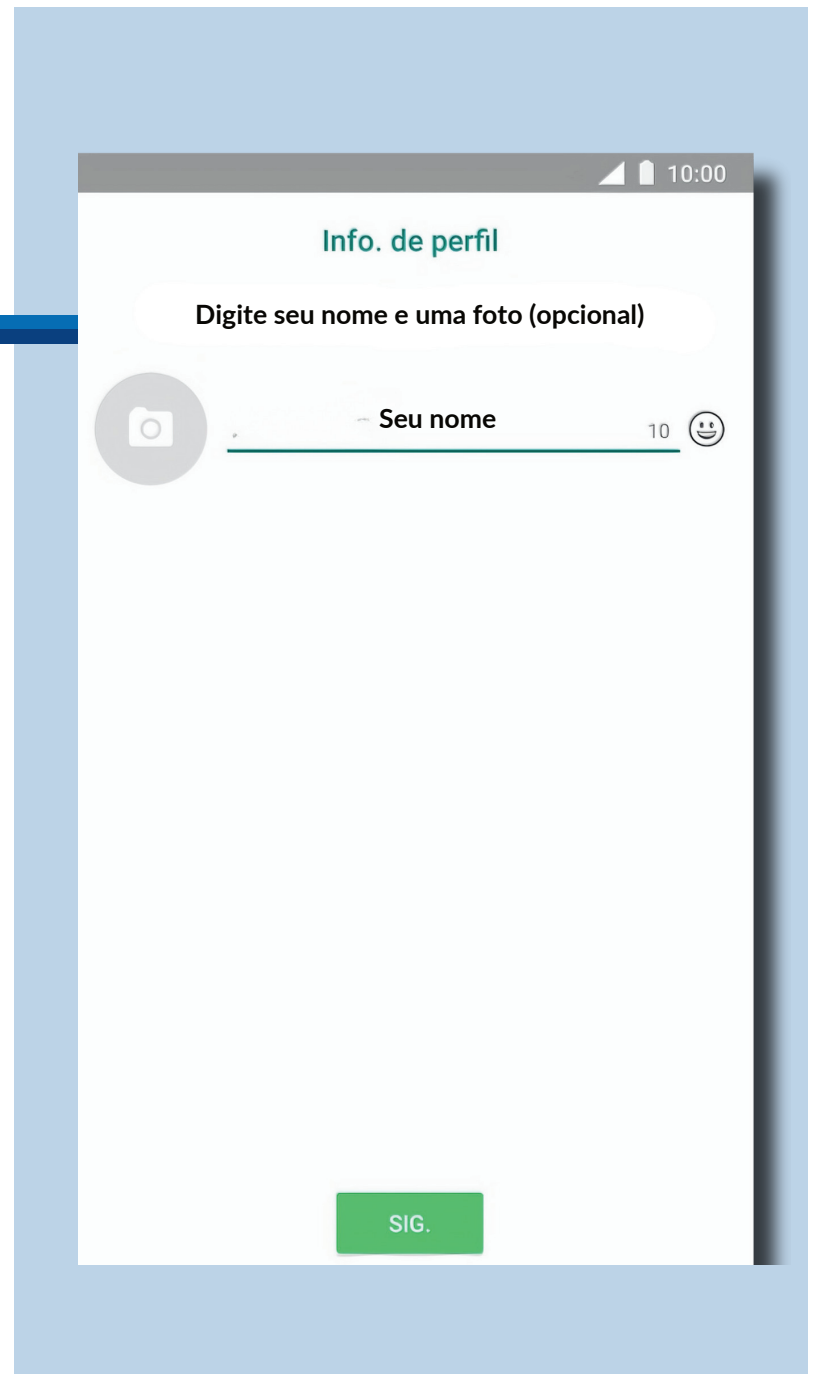 10:00
Info. de perfil
Digite seu nome e uma foto (opcional)
Seu nome
10
SIG.